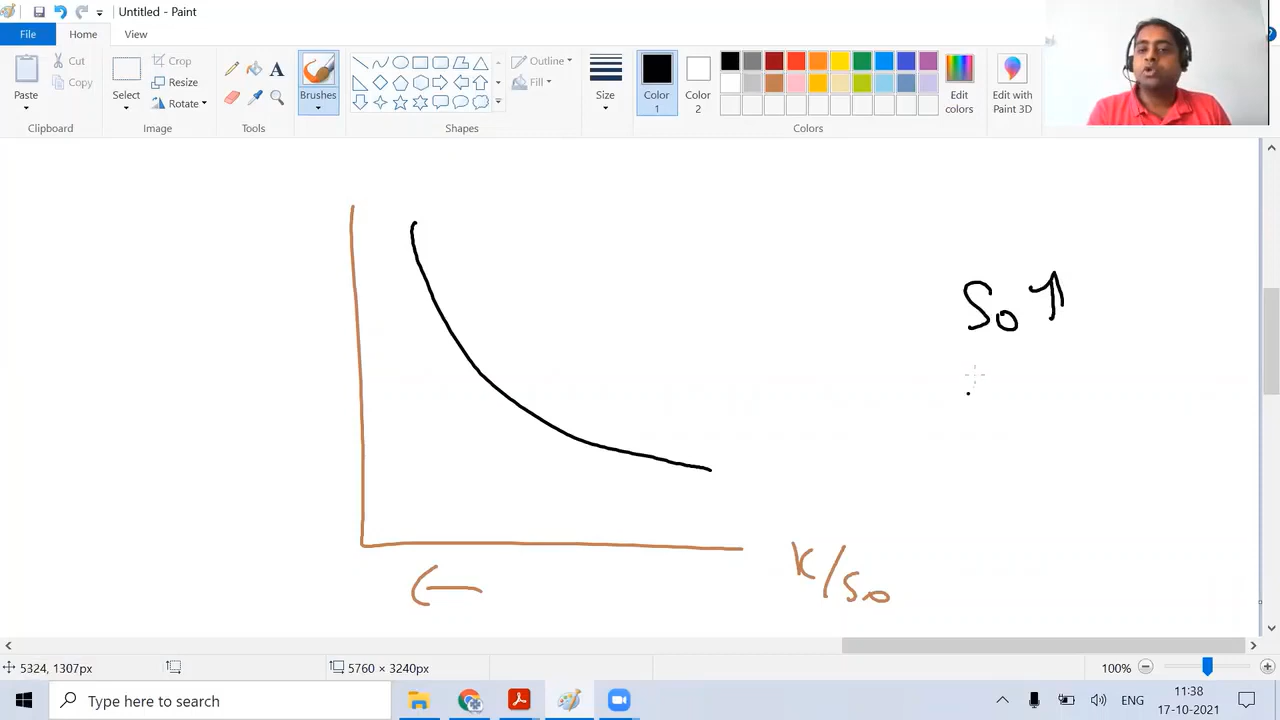 Untitled - Paint
File Home View
Paste
Cut
Copy
Clipboard
Select
Crop
Resize
Rotate
Image
A
Tools
Brushes
Outline
Fill
Shapes
Size
Color 1
Color 2
Colors
Edit colors
Edit with Paint 3D
S0 ↑
K/S0
←
5324, 1307px
5760 × 3240px
100%
Type here to search
ENG
11:38
17-10-2021